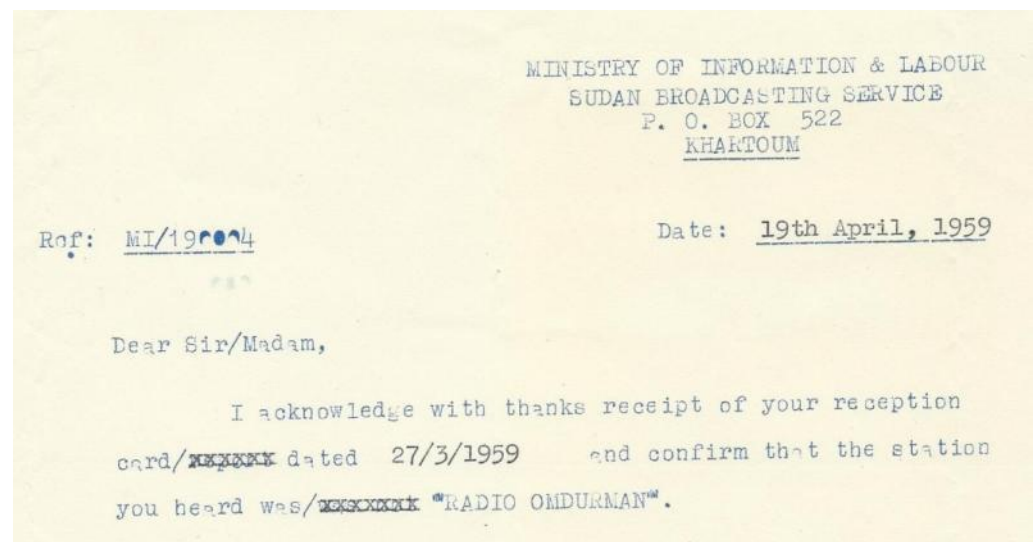 MINISTRY OF INFORMATION & LABOUR
SUDAN BROADCASTING SERVICE
P. O. BOX 522
KHARTOUM
Ref: Date: 19th April, 1959
Dear Sir/Madam,
I acknowledge with thanks receipt of your reception
card/ dated 27/3/1959 and confirm that the station
you heard was/ "RADIO OMDURMAN".